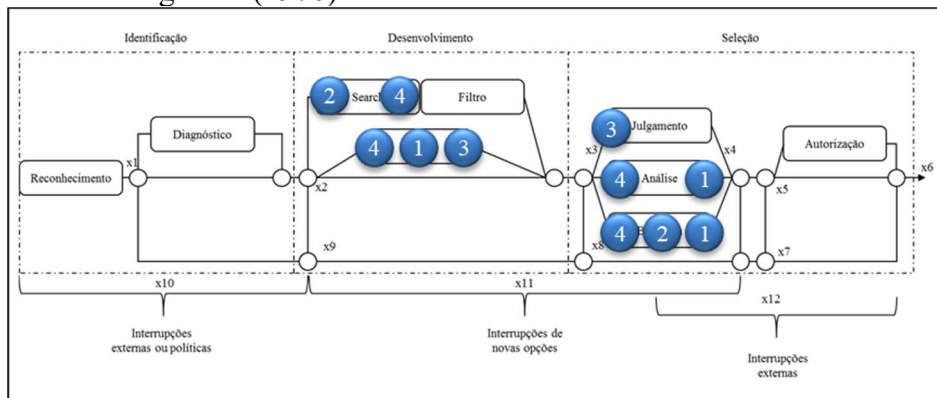 Identificação
Desenvolvimento
Seleção
2
Search
4
Filtro
3
Julgamento
Diagnóstico
4
1
3
x3
x4
Autorização
x1
x6
Reconhecimento
x2
4
Análise
1
x5
4
2
1
x9
x8
x7
x10
x11
x12
Interrupções
externas ou políticas
Interrupções de
novas opções
Interrupções
externas